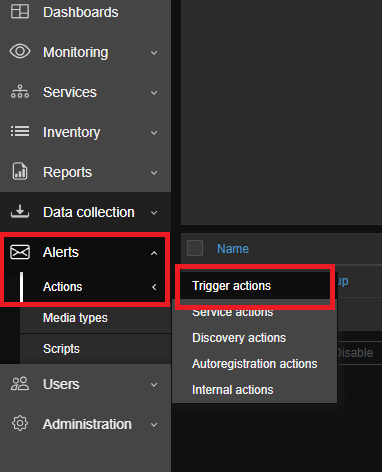 Dashboards
Monitoring
Services
Inventory
Reports
Data collection
Alerts
Actions
Media types
Scripts
Users
Administration
Name
up
Trigger actions
Service actions
Discovery actions
Autoregistration actions
Internal actions
Disable